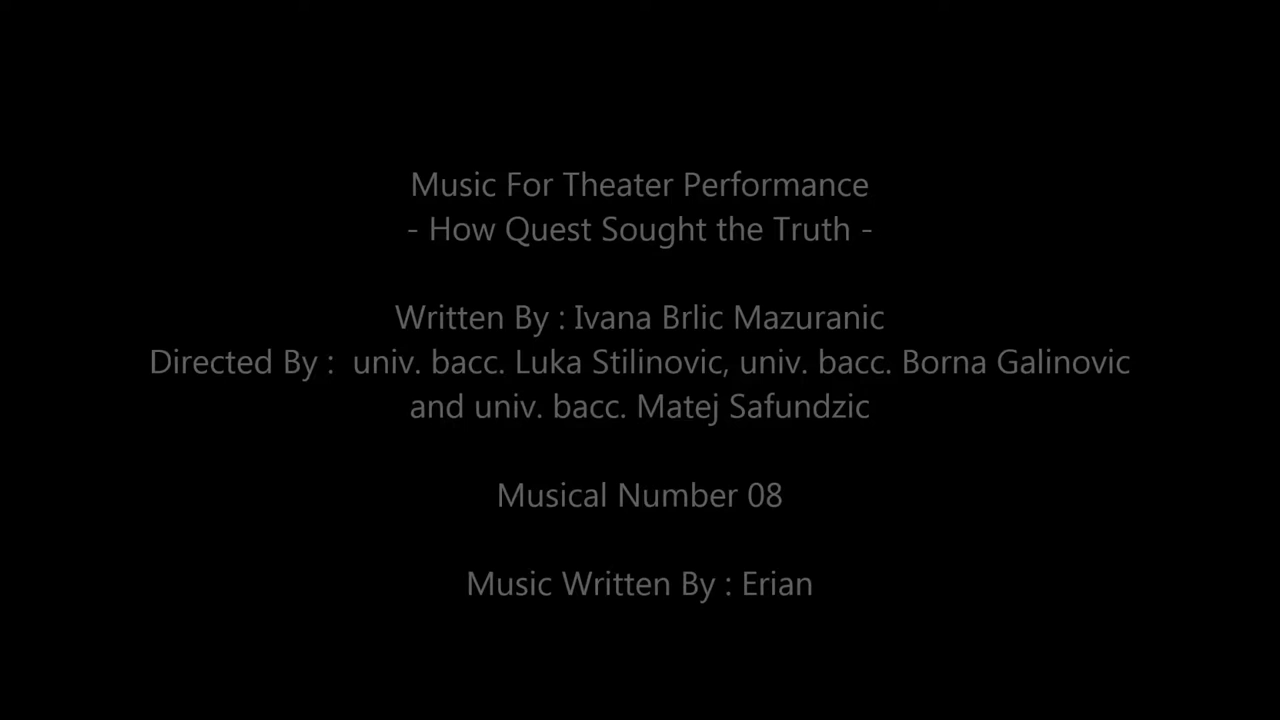 Music For Theater Performance
- How Quest Sought the Truth -
Written By : Ivana Brlic Mazuranic
Directed By :  univ. bacc. Luka Stilinovic, univ. bacc. Borna Galinovic
and univ. bacc. Matej Safundzic
Musical Number 08
Music Written By : Erian